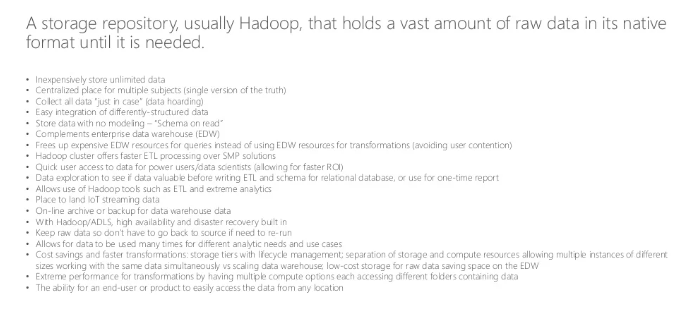 A storage repository, usually Hadoop, that holds a vast amount of raw data in its native
format until it is needed.
• Inexpensively store unlimited data
• Centralized place for multiple subjects (single version of the truth)
• Collect all data "just in case" (data hoarding)
• Easy integration of differently-structured data
• Store data with no modeling – "Schema on read"
• Complements enterprise data warehouse (EDW)
• Frees up expensive EDW resources for queries instead of using EDW resources for transformations (avoiding user contention)
• Hadoop cluster offers faster ETL processing over SMP solutions
• Quick user access to data for power users/data scientists (allowing for faster ROI)
• Data exploration to see if data valuable before writing ETL and schema for relational database, or use for one-time report
• Allows use of Hadoop tools such as ETL and extreme analytics
• Place to land IoT streaming data
• On-line archive or backup for data warehouse data
• With Hadoop/ADLS, high availability and disaster recovery built in
• Keep raw data so don't have to go back to source if need to re-run
• Allows for data to be used many times for different analytic needs and use cases
• Cost savings and faster transformations: storage tiers with lifecycle management; separation of storage and compute resources allowing multiple instances of different
sizes working with the same data simultaneously vs scaling data warehouse; low-cost storage for raw data saving space on the EDW
• Extreme performance for transformations by having multiple compute options each accessing different folders containing data
• The ability for an end-user or product to easily access the data from any location